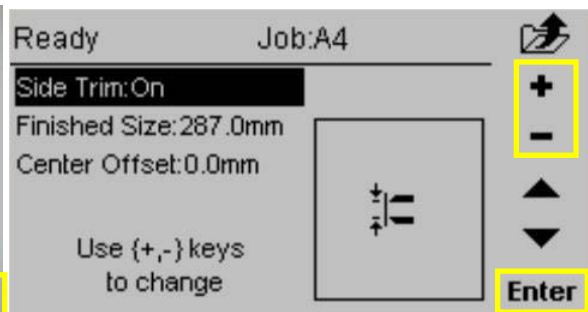 Ready Job:A4
Side Trim:On
Finished Size:287.0mm
Center Offset:0.0mm
Use {+,-} keys
to change
+
-
Enter